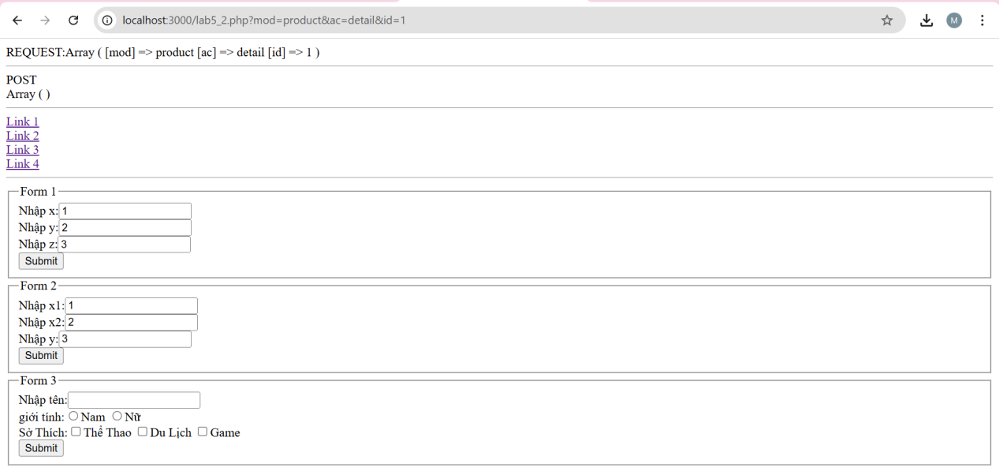 localhost:3000/lab5_2.php?mod=product&ac=detail&id=1
M
REQUEST:Array ( [mod] => product [ac] => detail [id] => 1 )
POST
Array ( )
Link 1
Link 2
Link 3
Link 4
Form 1
Nhập x: 1
Nhập y: 2
Nhập z: 3
Submit
Form 2
Nhập x1: 1
Nhập x2: 2
Nhập y: 3
Submit
Form 3
Nhập tên:
giới tính: Nam Nữ
Sở Thích: Thể Thao Du Lịch Game
Submit